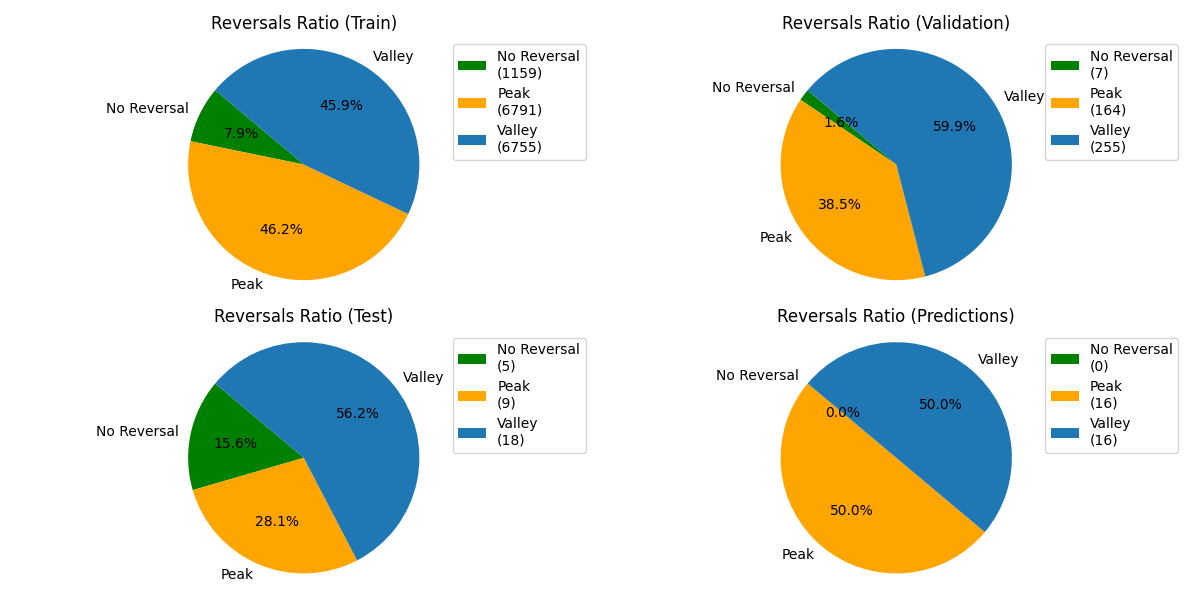 Reversals Ratio (Train)
Valley
No Reversal
45.9%
7.9%
46.2%
Peak
No Reversal
(1159)
Peak
(6791)
Valley
(6755)
Reversals Ratio (Validation)
No Reversal
Valley
1.6%
59.9%
38.5%
Peak
No Reversal
(7)
Peak
(164)
Valley
(255)
Reversals Ratio (Test)
Valley
56.2%
No Reversal
15.6%
28.1%
Peak
No Reversal
(5)
Peak
(9)
Valley
(18)
Reversals Ratio (Predictions)
Valley
No Reversal
0.0%
50.0%
50.0%
Peak
No Reversal
(0)
Peak
(16)
Valley
(16)